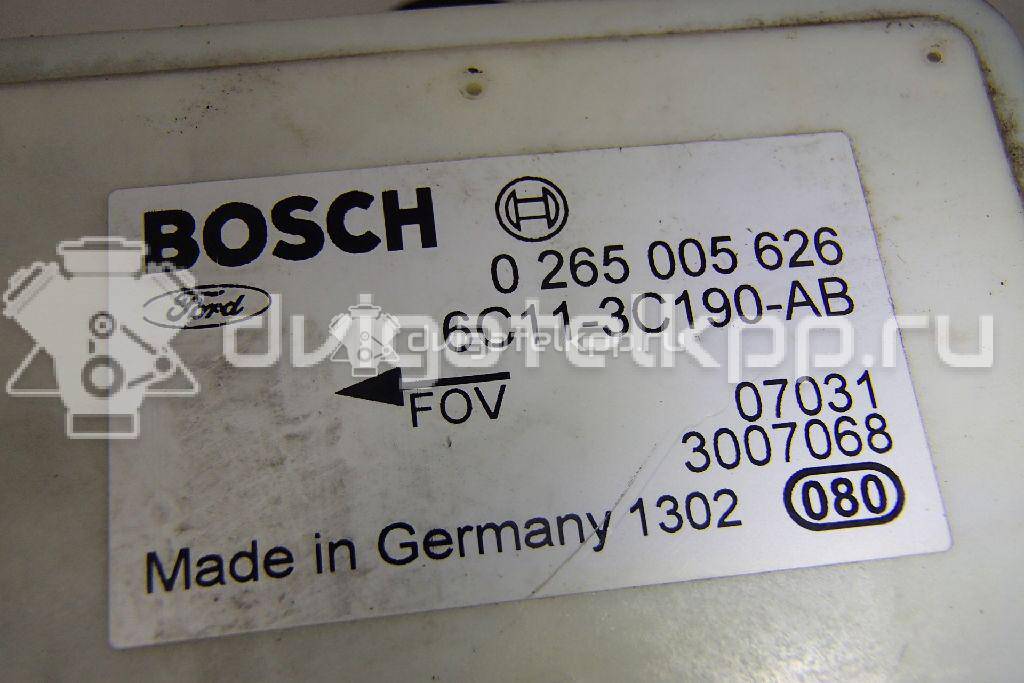 BOSCH
0 265 005 626
Ford
6C11-3C190-AB
dvigatelkpp.ru
FOV
07031
3007068
Made in Germany 1302
080